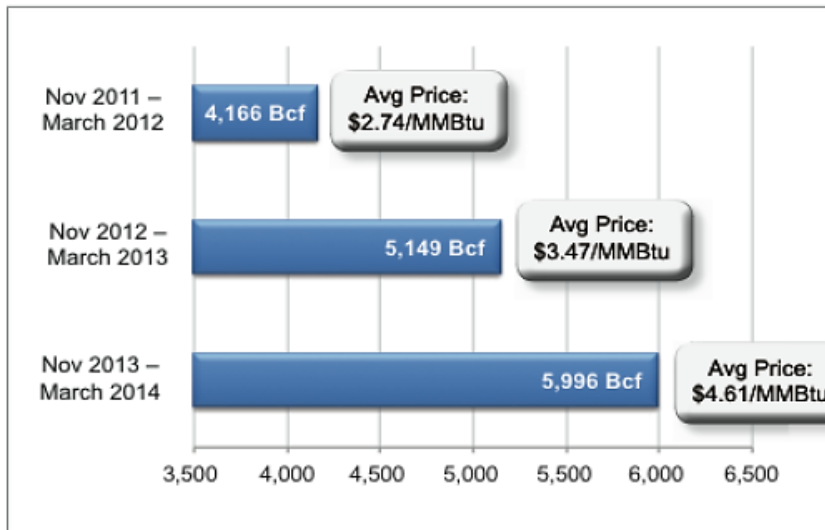 Nov 2011 –
March 2012
4,166 Bcf
Avg Price:
$2.74/MMBtu
Nov 2012 –
March 2013
5,149 Bcf
Avg Price:
$3.47/MMBtu
Nov 2013 –
March 2014
5,996 Bcf
Avg Price:
$4.61/MMBtu
3,500 4,000 4,500 5,000 5,500 6,000 6,500